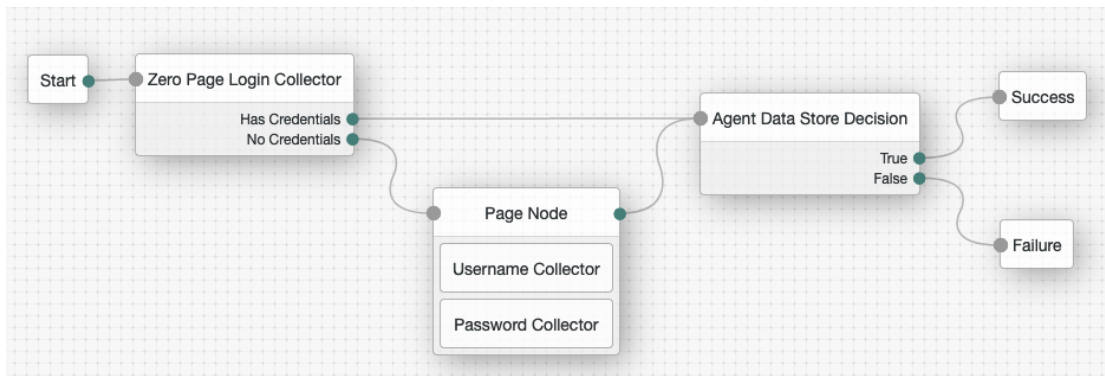 Start
Zero Page Login Collector
Has Credentials
No Credentials
Page Node
Username Collector
Password Collector
Agent Data Store Decision
True
False
Success
Failure